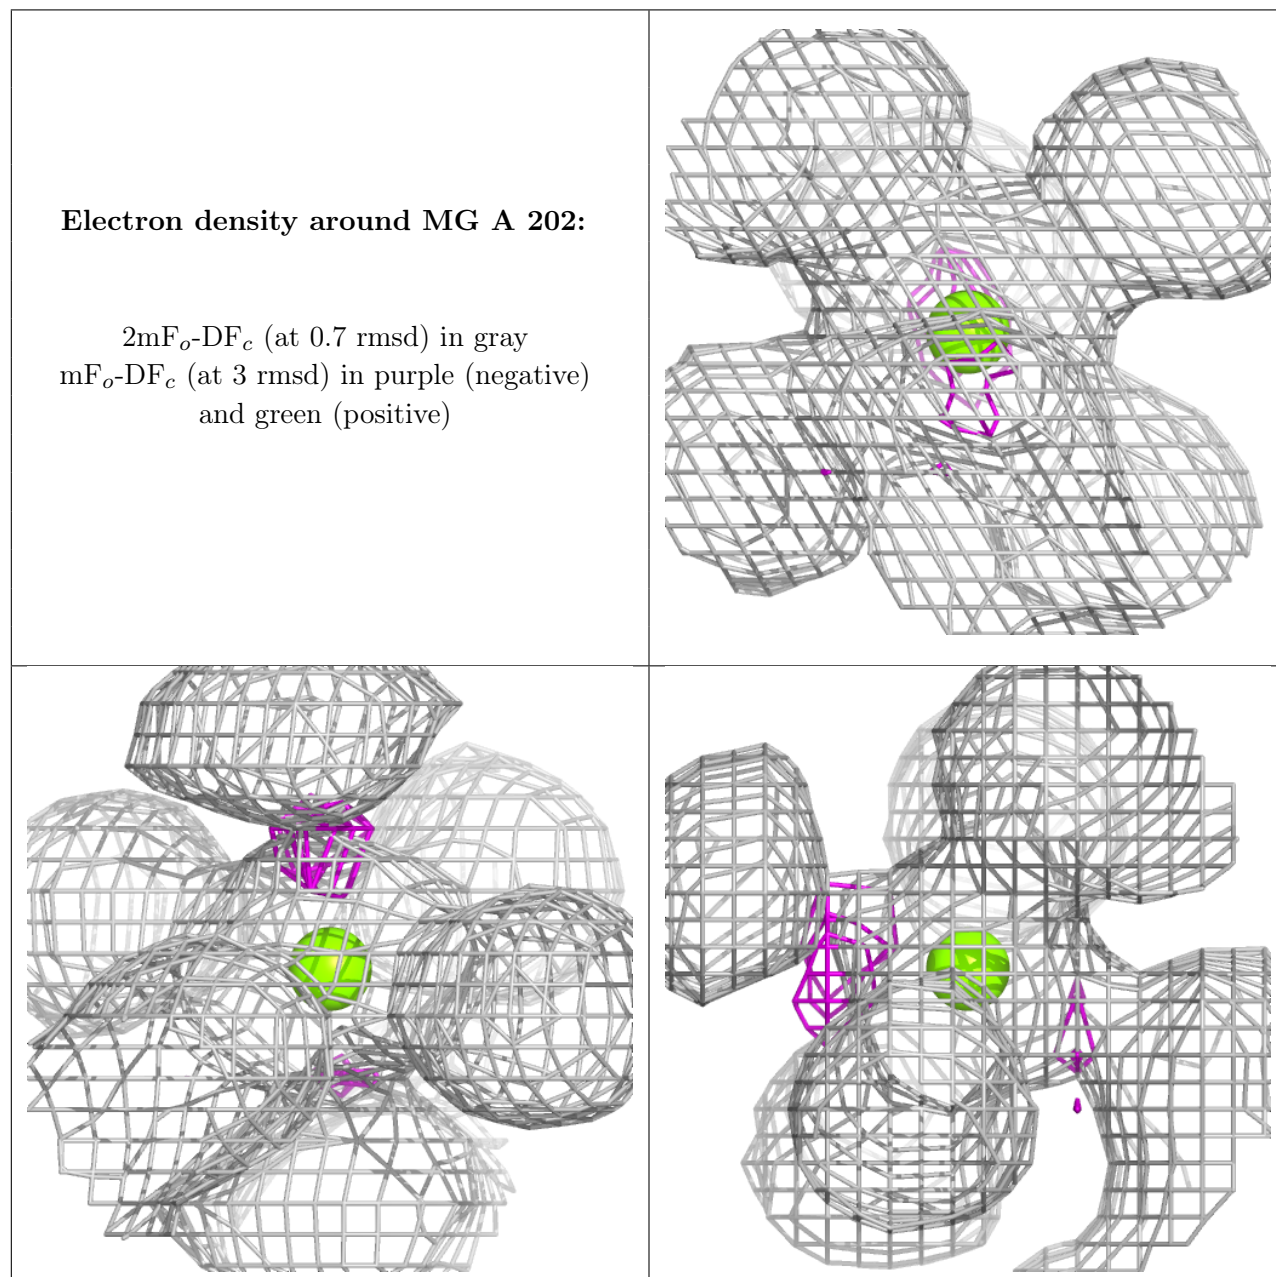 Electron density around MG A 202:
2mFₒ-DF𝒸 (at 0.7 rmsd) in gray
mFₒ-DF𝒸 (at 3 rmsd) in purple (negative)
and green (positive)